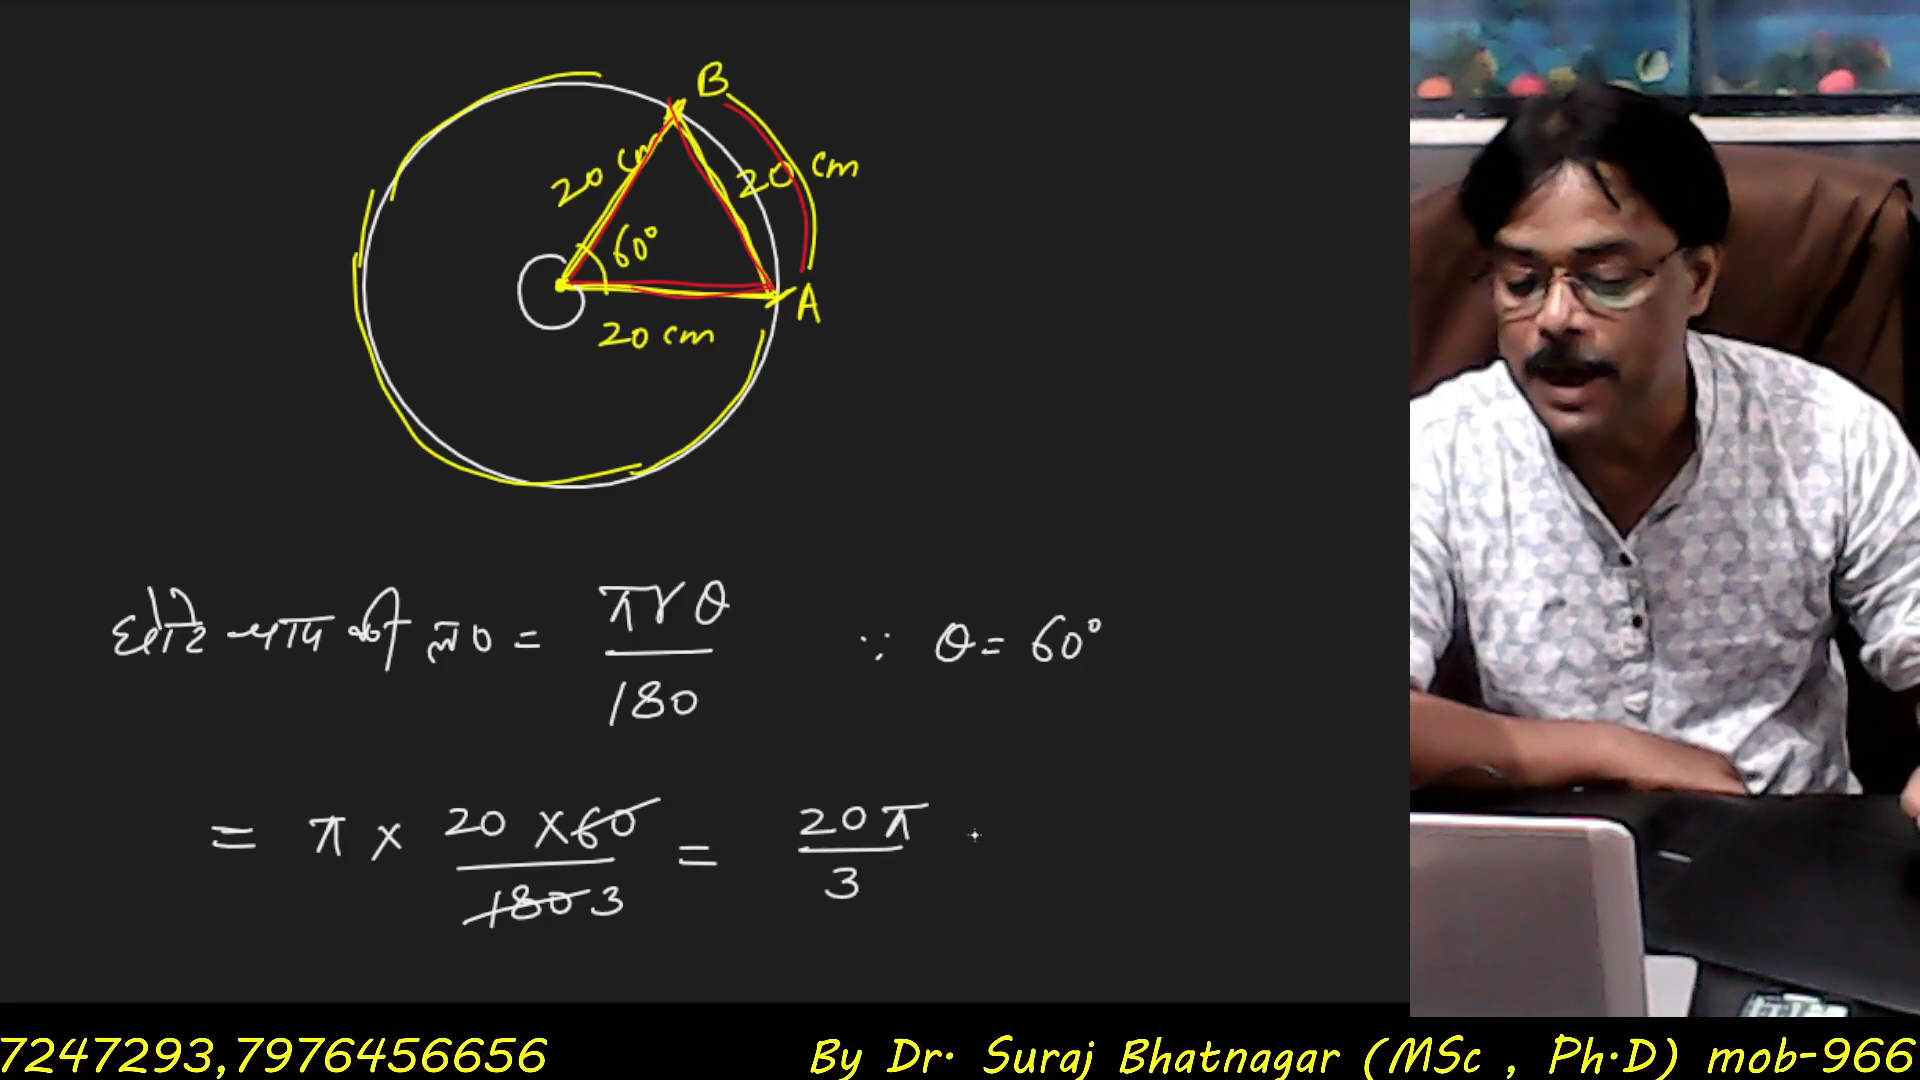 B
20 cm
20 cm
60°
A
20 cm
छोटे चाप की ल० = πrθ / 180 ∵ θ = 60°
= π × 20 × 60 / 180 3 = 20π / 3
7247293,7976456656 By Dr. Suraj Bhatnagar (MSc , Ph.D) mob-966